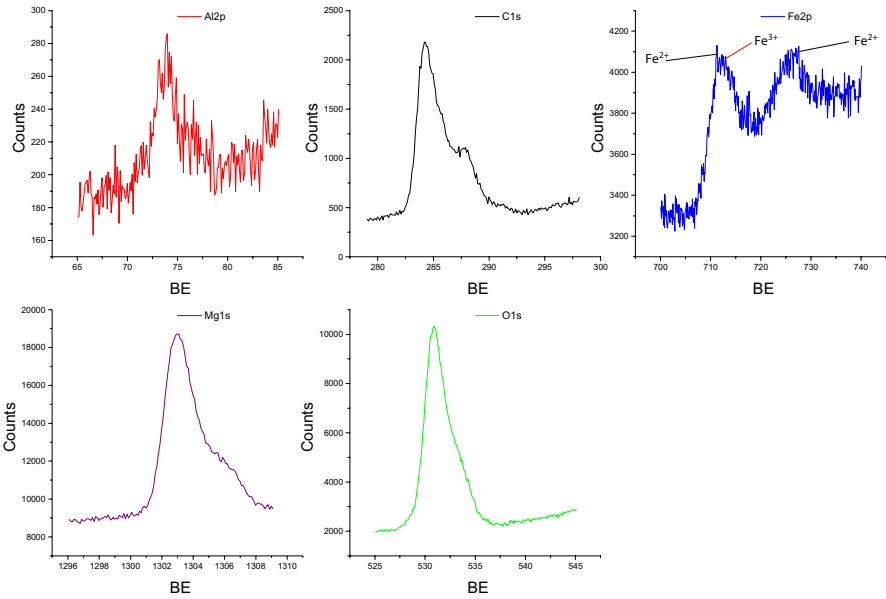 Al2p
300
280
260
240
220
200
180
160
Counts
65 70 75 80 85
BE
C1s
2500
2000
1500
1000
500
0
Counts
280 285 290 295 300
BE
Fe2p
4200
4000
3800
3600
3400
3200
Counts
Fe2+
Fe3+
Fe2+
700 710 720 730 740
BE
Mg1s
20000
18000
16000
14000
12000
10000
8000
Counts
1296 1298 1300 1302 1304 1306 1308 1310
BE
O1s
10000
8000
6000
4000
2000
Counts
525 530 535 540 545
BE